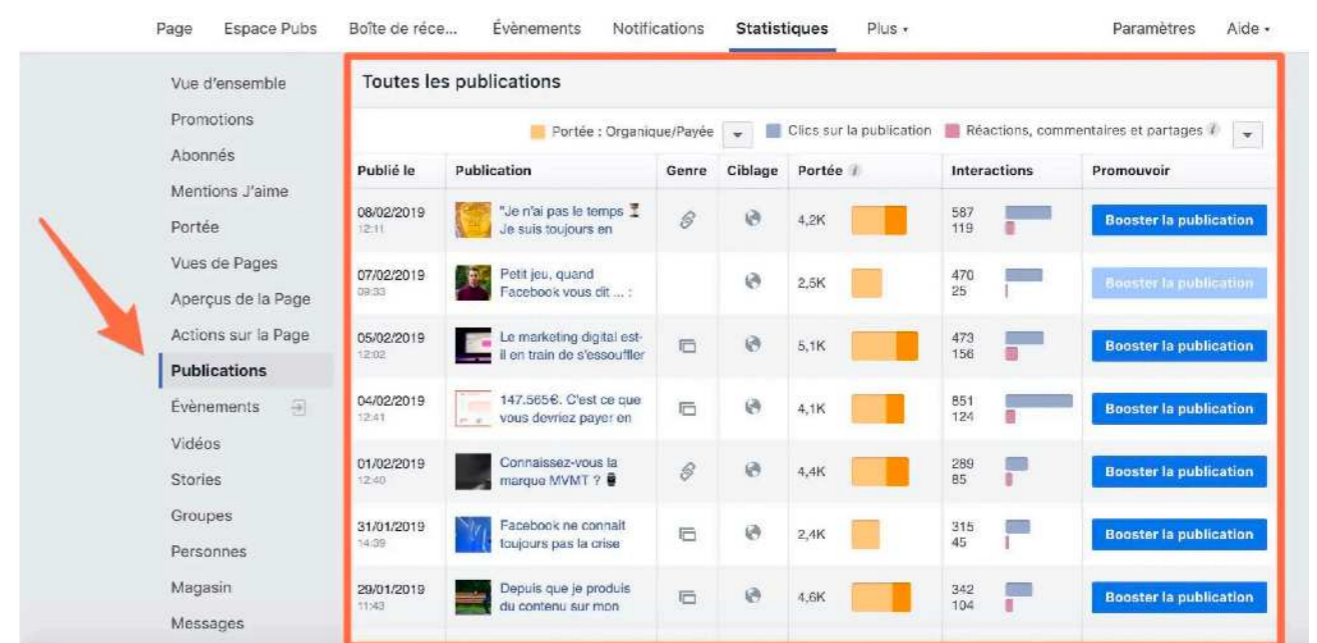 Page Espace Pubs Boîte de réce... Évènements Notifications Statistiques Plus Paramètres Aide
Vue d'ensemble
Promotions
Abonnés
Mentions J'aime
Portée
Vues de Pages
Aperçus de la Page
Actions sur la Page
Publications
Évènements
Vidéos
Stories
Groupes
Personnes
Magasin
Messages
Toutes les publications
Portée : Organique/Payée Clics sur la publication Réactions, commentaires et partages i
Publié le Publication Genre Ciblage Portée i Interactions Promouvoir
08/02/2019 "Je n'ai pas le temps ⏳ 4,2K 587 Booster la publication
12:11 Je suis toujours en 119
07/02/2019 Petit jeu, quand 2,5K 470 Booster la publication
09:33 Facebook vous dit ... : 25
05/02/2019 Le marketing digital est- 5,1K 473 Booster la publication
12:02 il en train de s'essouffler 156
04/02/2019 147.565€. C'est ce que 4,1K 851 Booster la publication
12:41 vous devriez payer en 124
01/02/2019 Connaissez-vous la 4,4K 289 Booster la publication
12:40 marque MVMT ? ⌚ 85
31/01/2019 Facebook ne connait 2,4K 315 Booster la publication
14:39 toujours pas la crise 45
29/01/2019 Depuis que je produis 4,6K 342 Booster la publication
11:43 du contenu sur mon 104